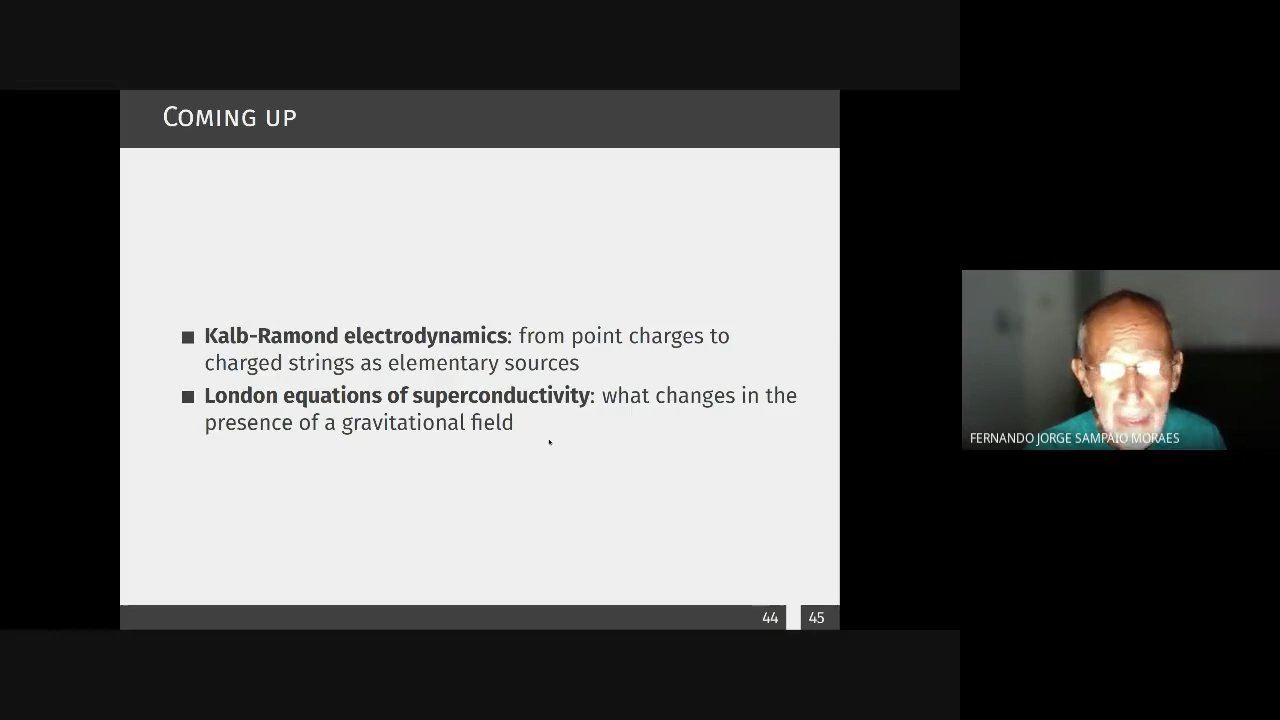 Coming up
■ Kalb-Ramond electrodynamics: from point charges to
charged strings as elementary sources
■ London equations of superconductivity: what changes in the
presence of a gravitational field
44 45
FERNANDO JORGE SAMPAIO MORAES